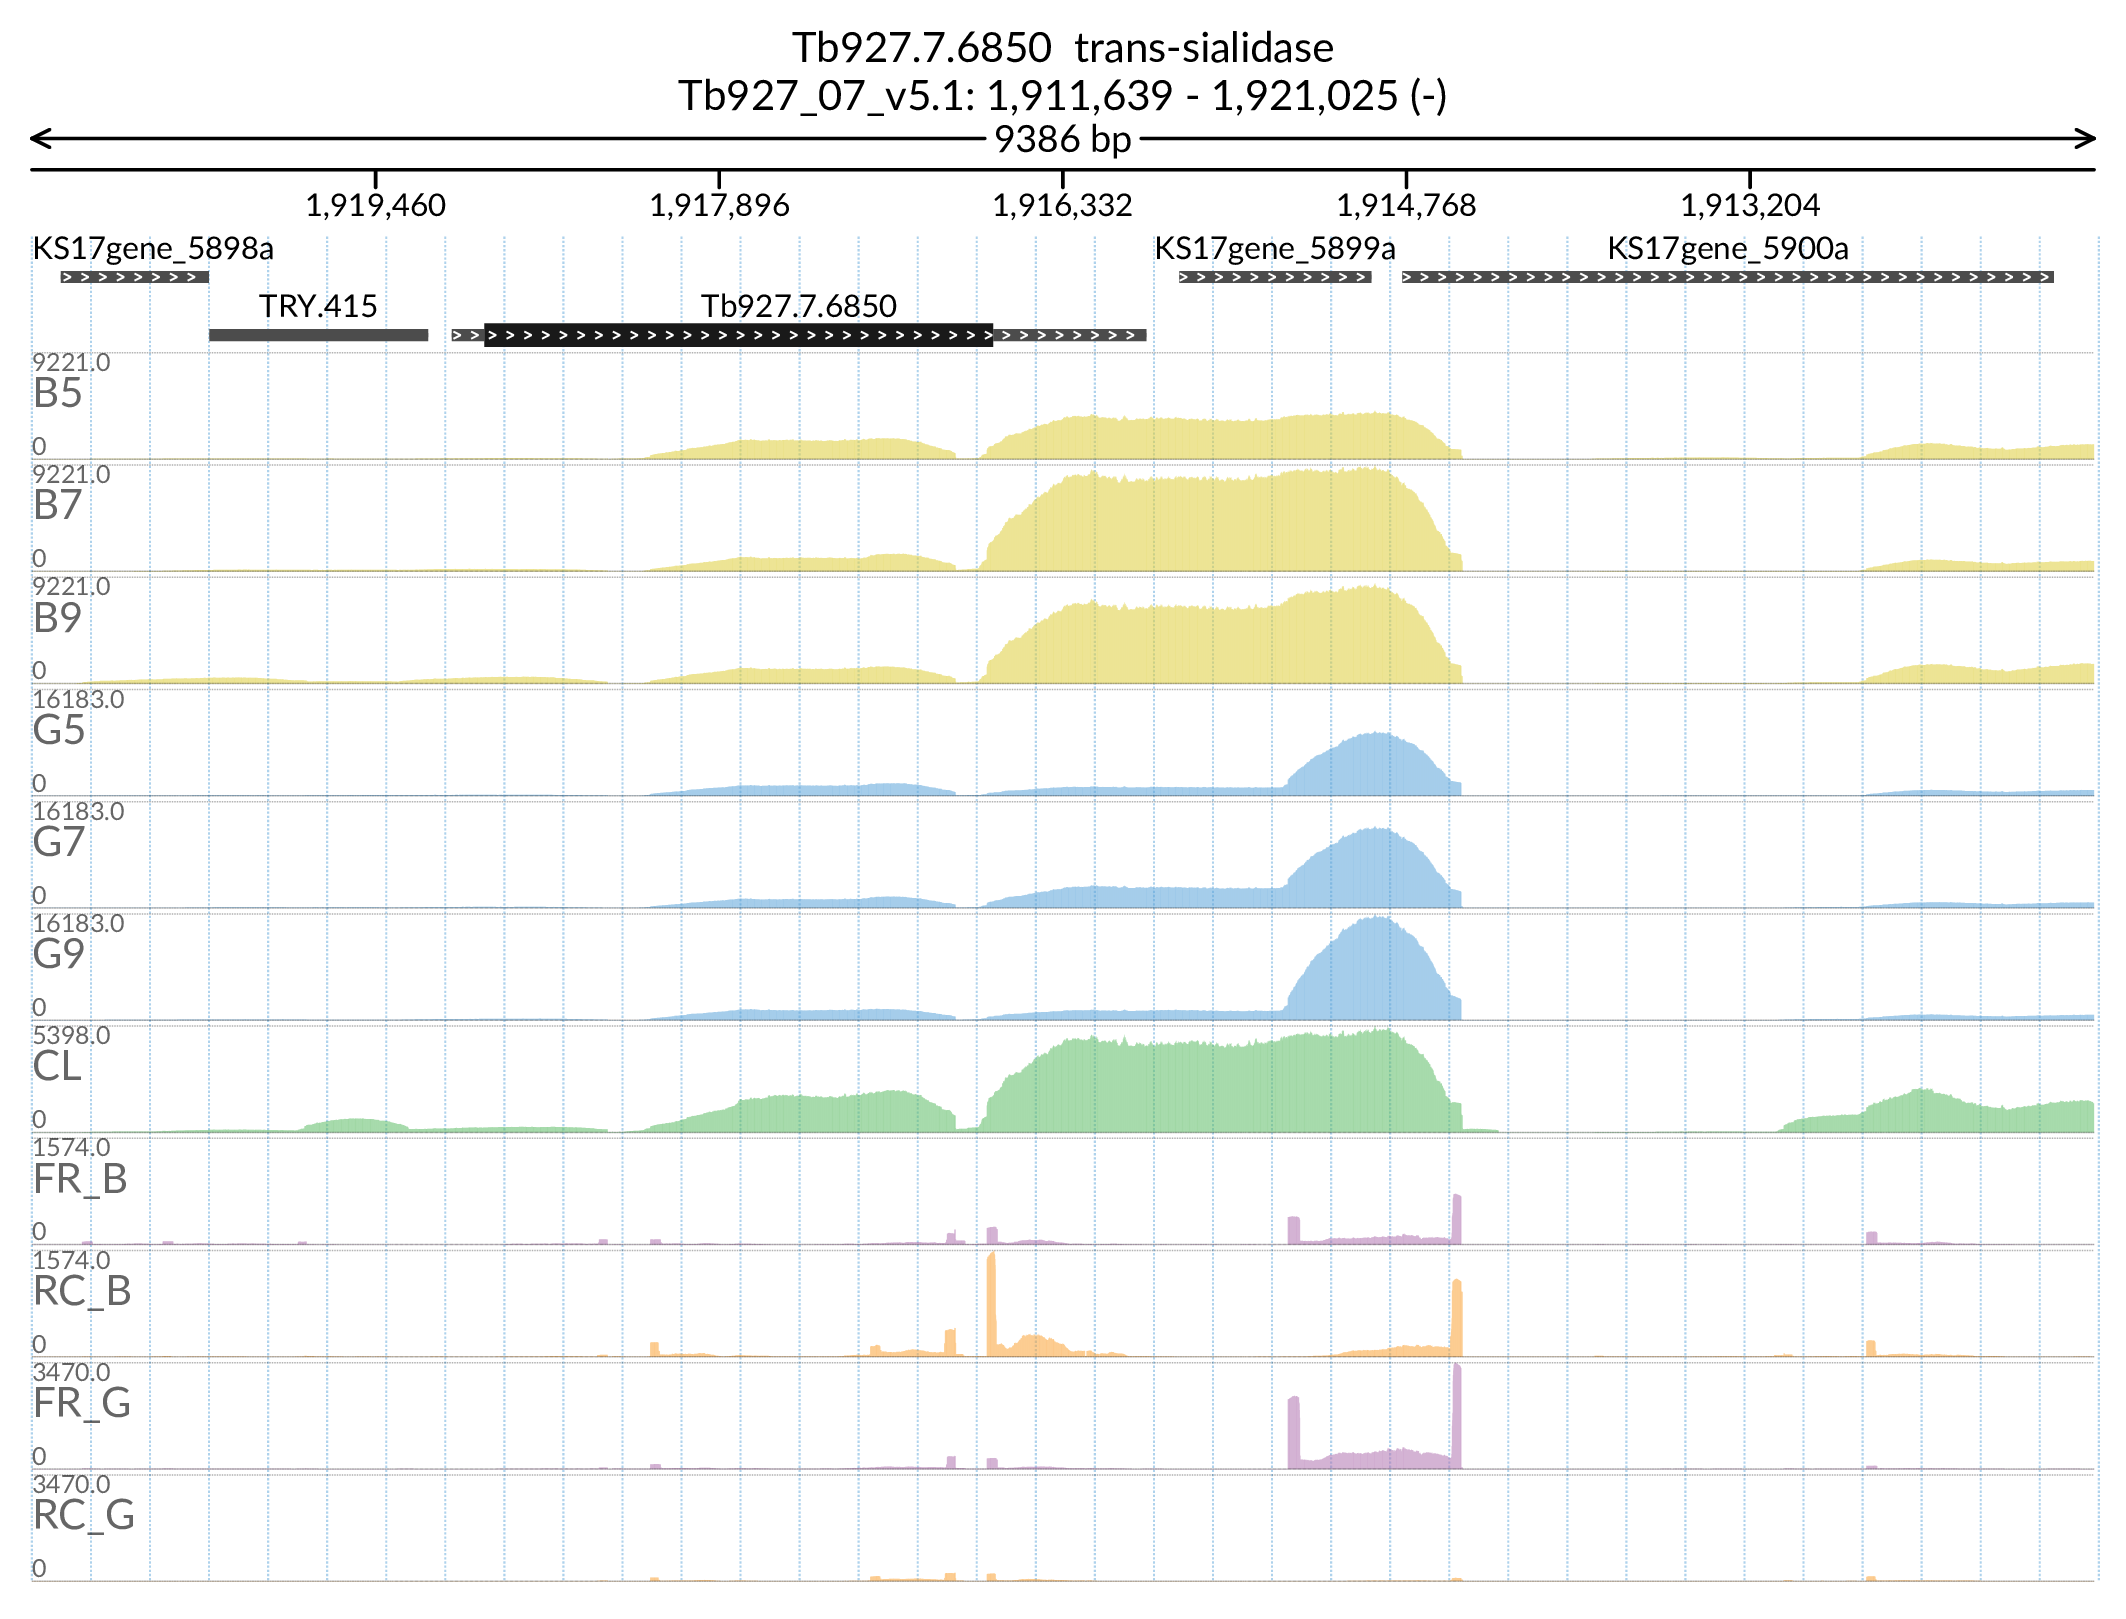 Tb927.7.6850 trans-sialidase
Tb927_07_v5.1: 1,911,639 - 1,921,025 (-)
9386 bp
1,919,460 1,917,896 1,916,332 1,914,768 1,913,204
KS17gene_5898a KS17gene_5899a KS17gene_5900a
TRY.415 Tb927.7.6850
9221.0
B5
0
9221.0
B7
0
9221.0
B9
0
16183.0
G5
0
16183.0
G7
0
16183.0
G9
0
5398.0
CL
0
1574.0
FR_B
0
1574.0
RC_B
0
3470.0
FR_G
0
3470.0
RC_G
0